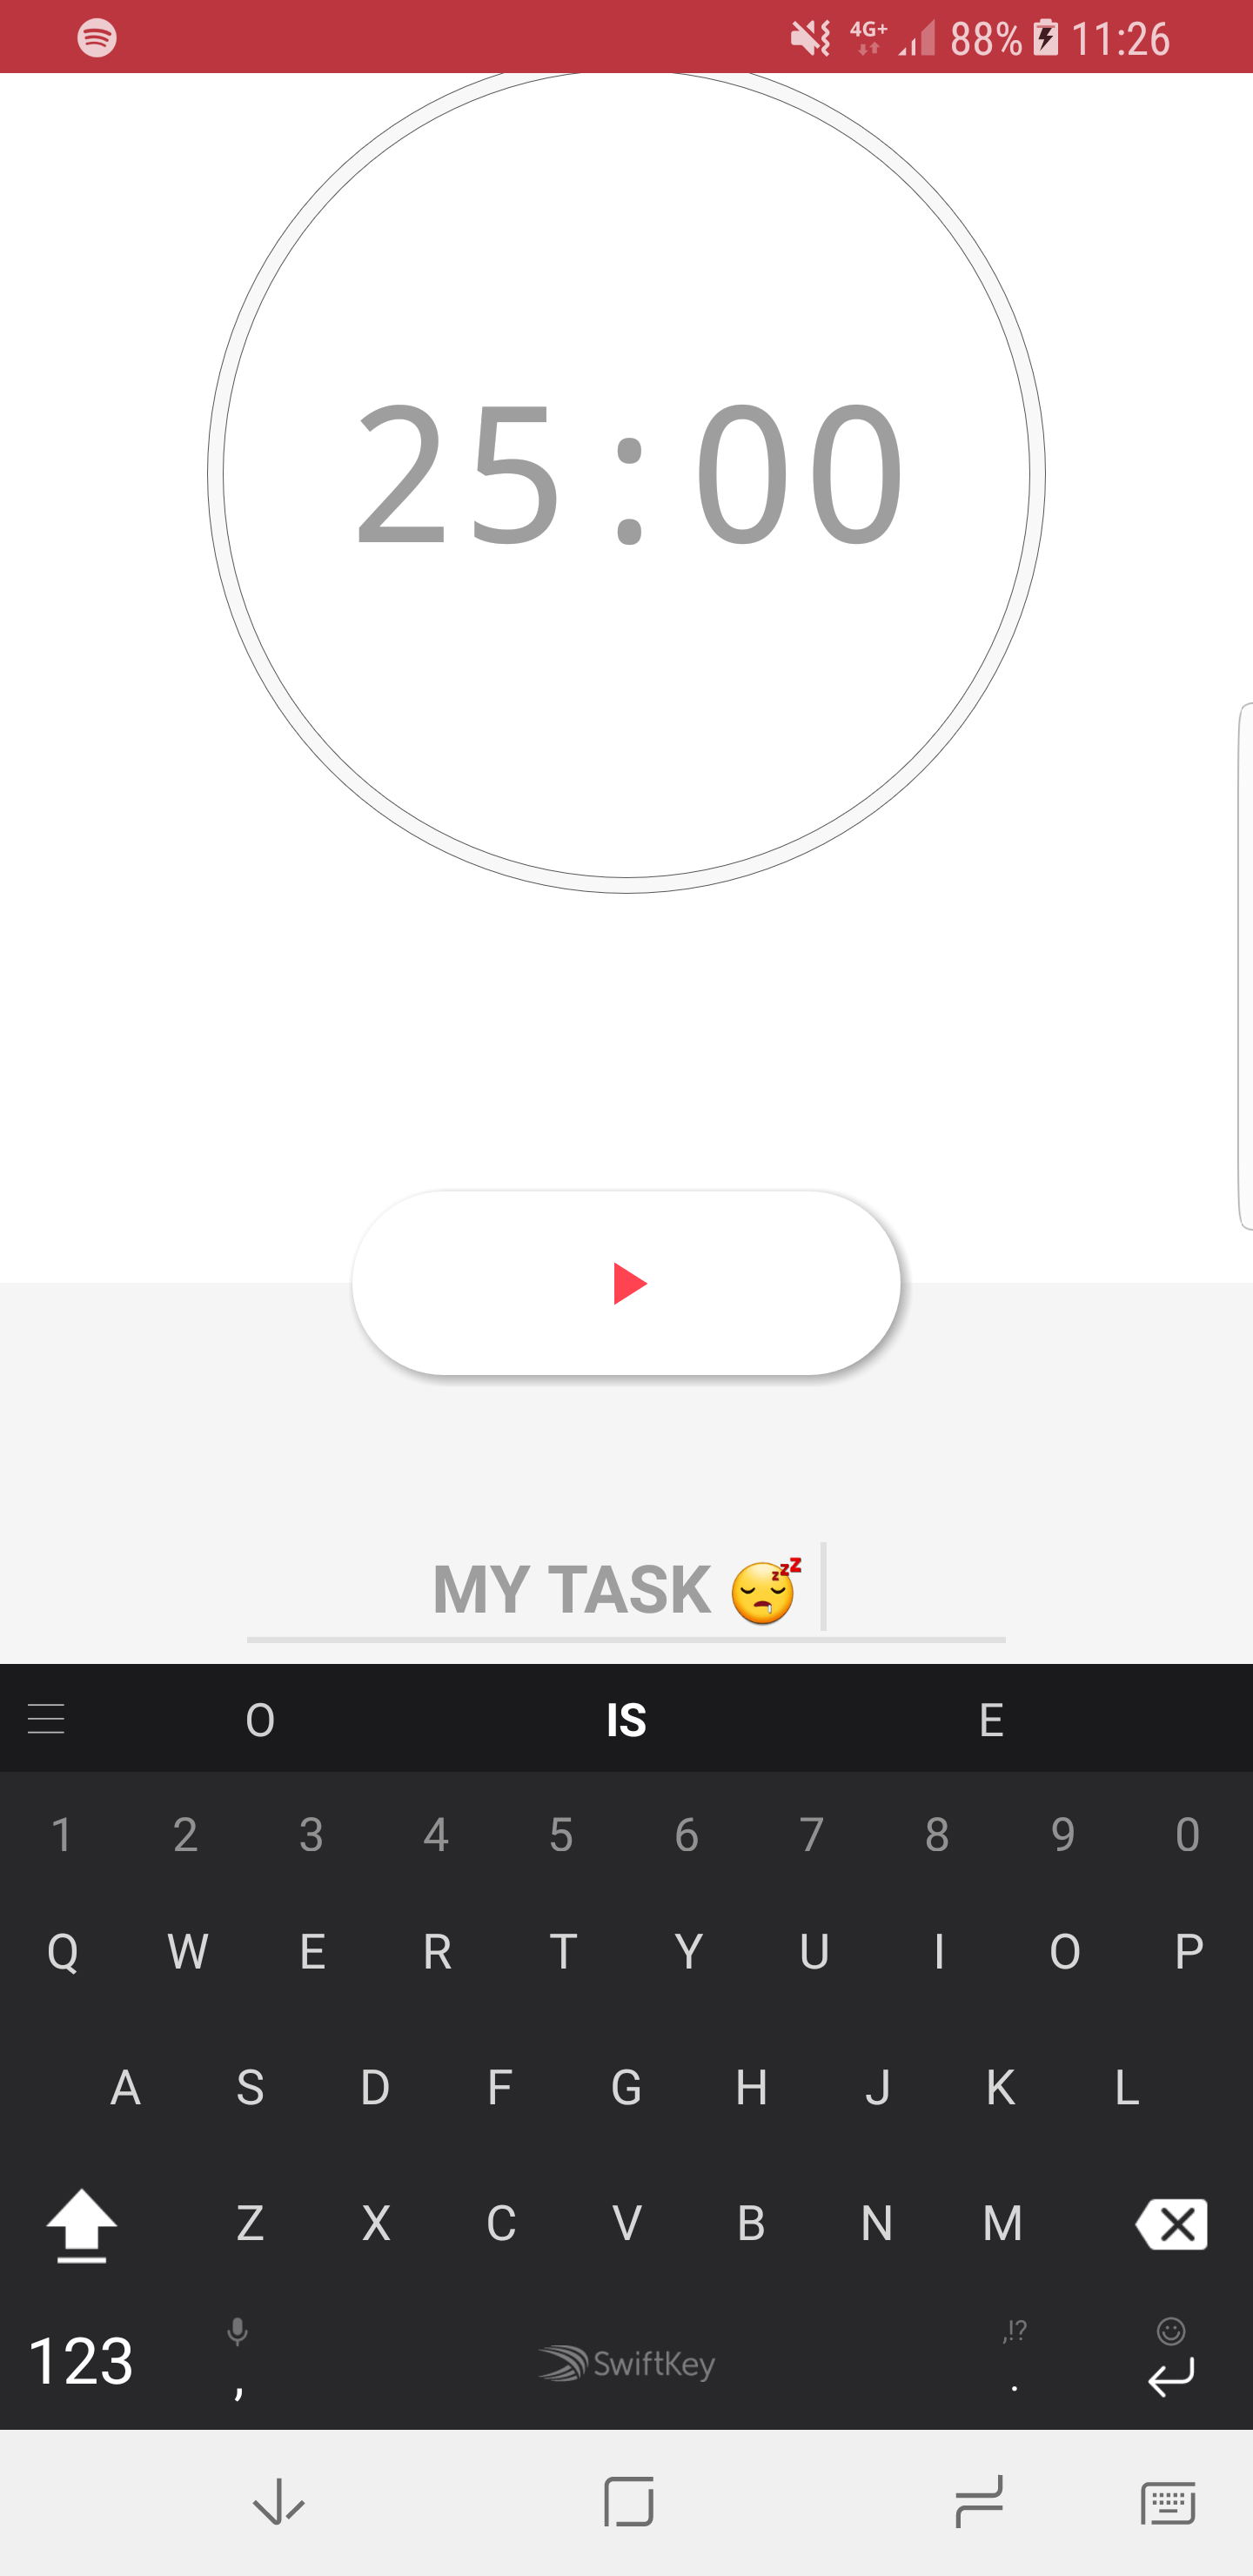 4G+ 88% 11:26
25:00
MY TASK 😴
O IS E
1 2 3 4 5 6 7 8 9 0
Q W E R T Y U I O P
A S D F G H J K L
Z X C V B N M
,!?
123 , SwiftKey .